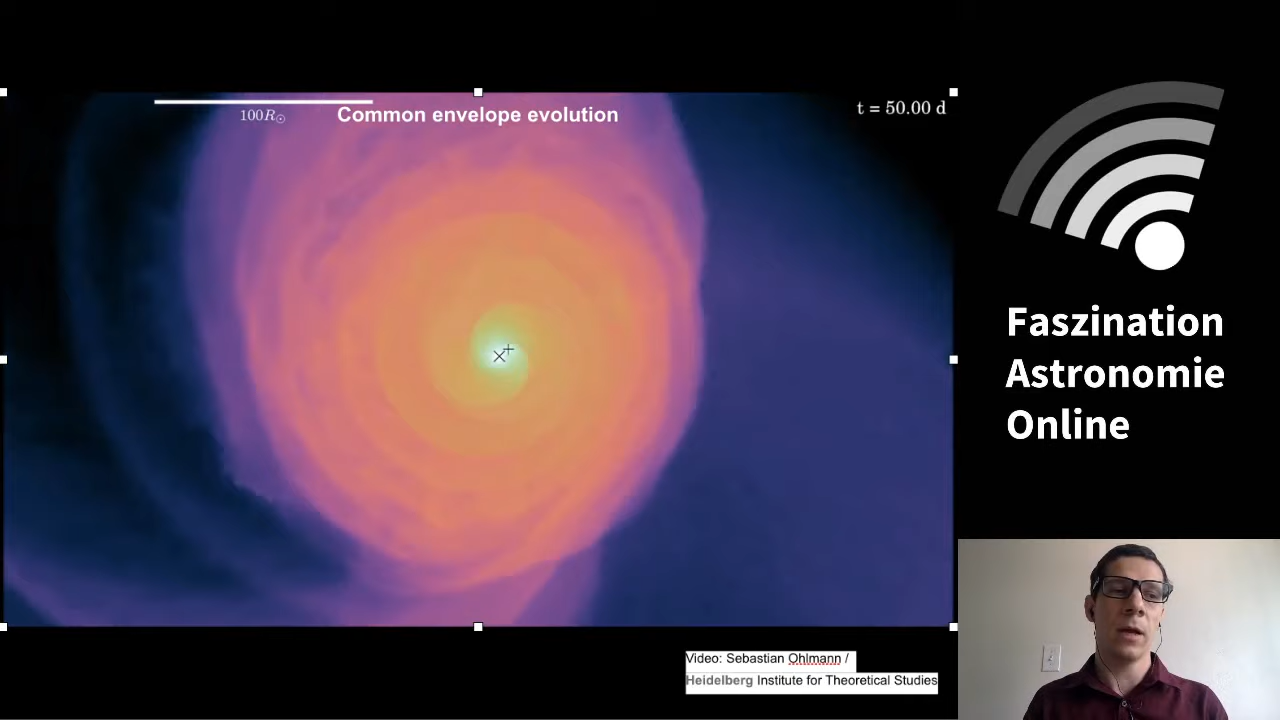 100R☉
Common envelope evolution
t = 50.00 d
Faszination
Astronomie
Online
Video: Sebastian Ohlmann /
Heidelberg Institute for Theoretical Studies